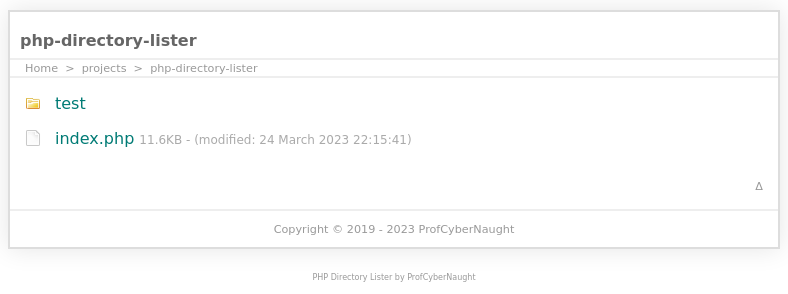 php-directory-lister
Home > projects > php-directory-lister
test
index.php 11.6KB - (modified: 24 March 2023 22:15:41)
Δ
Copyright © 2019 - 2023 ProfCyberNaught
PHP Directory Lister by ProfCyberNaught